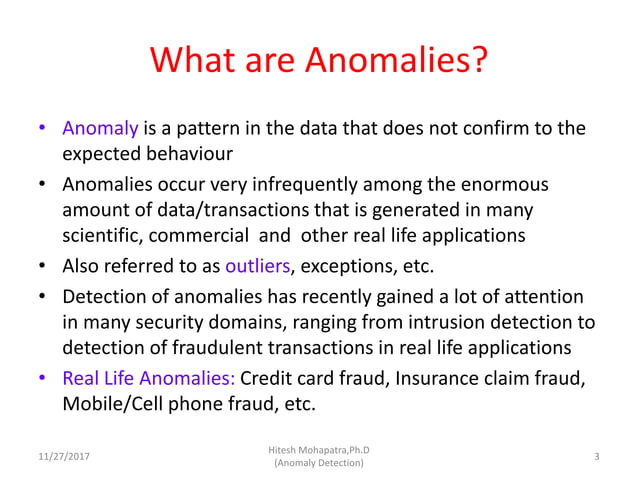 What are Anomalies?
• Anomaly is a pattern in the data that does not confirm to the
expected behaviour
• Anomalies occur very infrequently among the enormous
amount of data/transactions that is generated in many
scientific, commercial and other real life applications
• Also referred to as outliers, exceptions, etc.
• Detection of anomalies has recently gained a lot of attention
in many security domains, ranging from intrusion detection to
detection of fraudulent transactions in real life applications
• Real Life Anomalies: Credit card fraud, Insurance claim fraud,
Mobile/Cell phone fraud, etc.
11/27/2017
Hitesh Mohapatra,Ph.D
(Anomaly Detection)
3